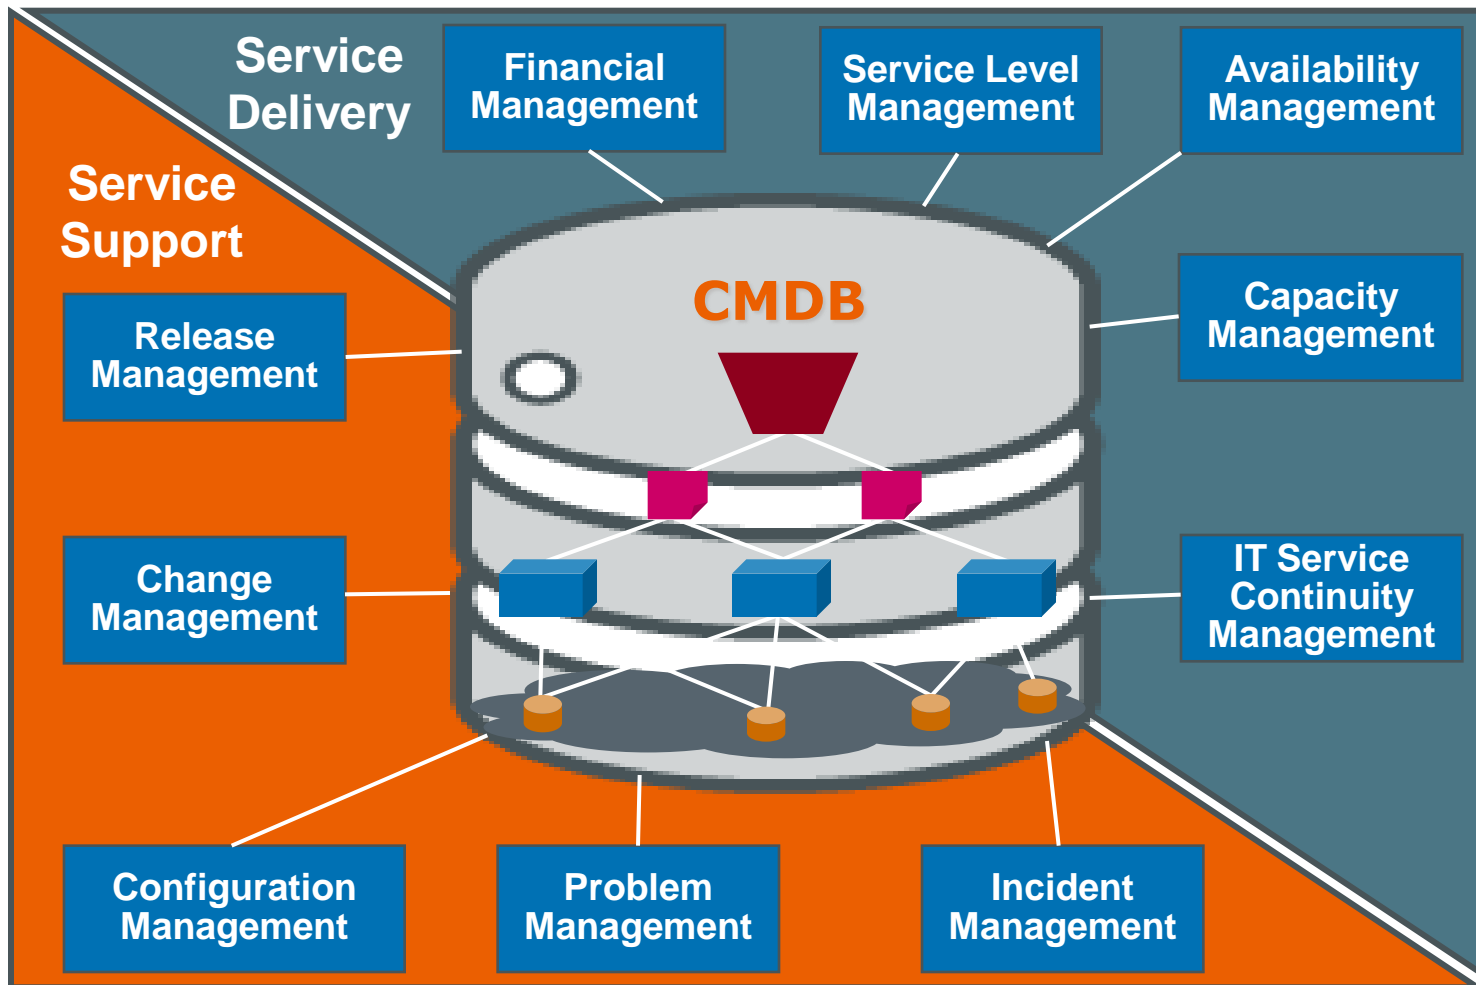 Service
Delivery
Financial
Management
Service Level
Management
Availability
Management
Service
Support
CMDB
Capacity
Management
Release
Management
Change
Management
IT Service
Continuity
Management
Configuration
Management
Problem
Management
Incident
Management